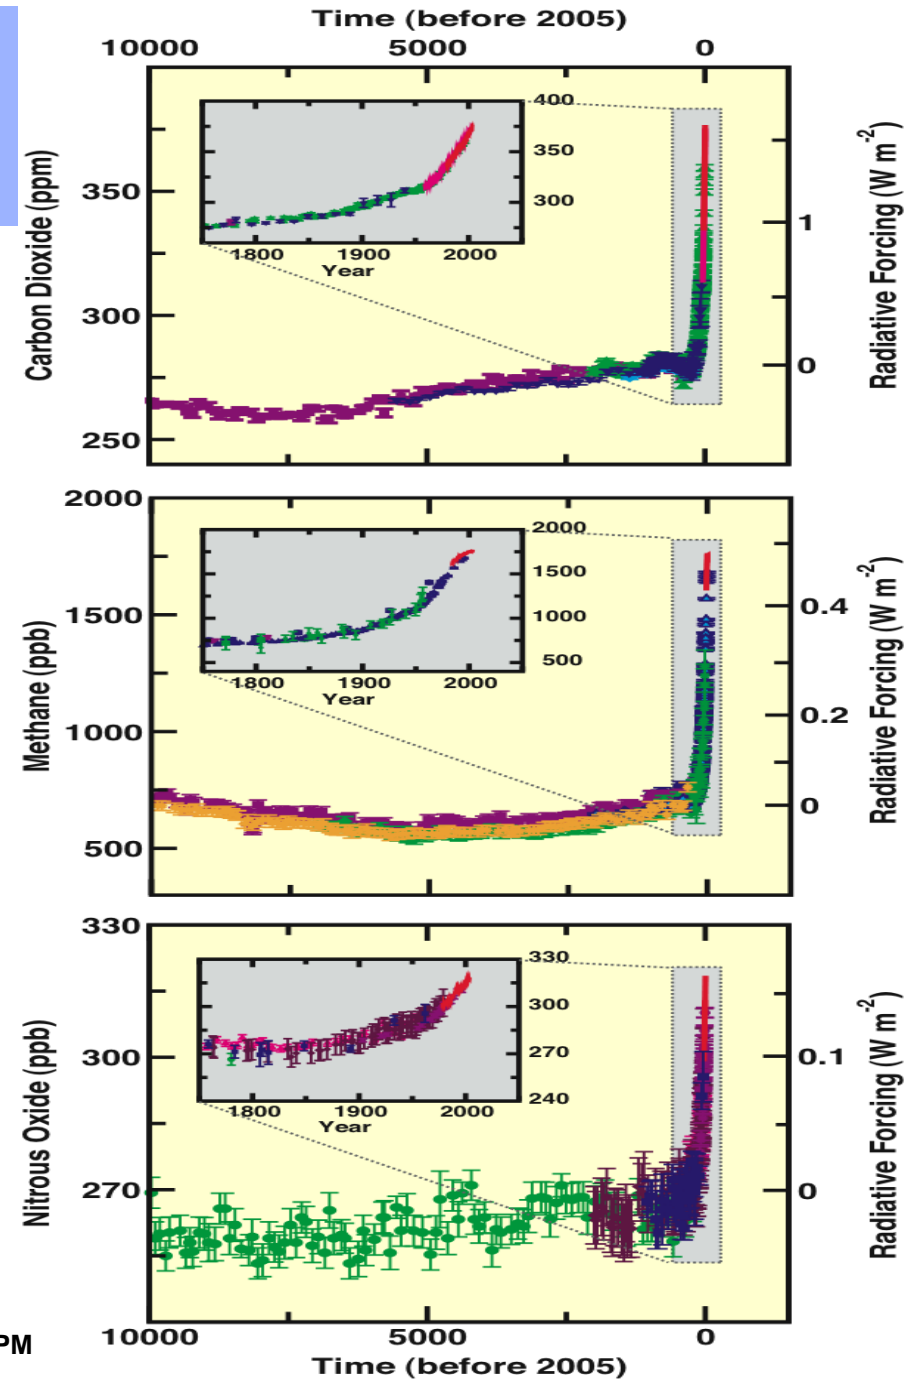 Time (before 2005)
10000 5000 0
Carbon Dioxide (ppm)
350
300
250
400
350
300
1800 1900 2000
Year
1
0
Radiative Forcing (W m-2)
Methane (ppb)
2000
1500
1000
500
2000
1500
1000
500
1800 1900 2000
Year
0.4
0.2
0
Radiative Forcing (W m-2)
Nitrous Oxide (ppb)
330
300
270
330
300
270
240
1800 1900 2000
Year
0.1
0
Radiative Forcing (W m-2)
PM
10000 5000 0
Time (before 2005)